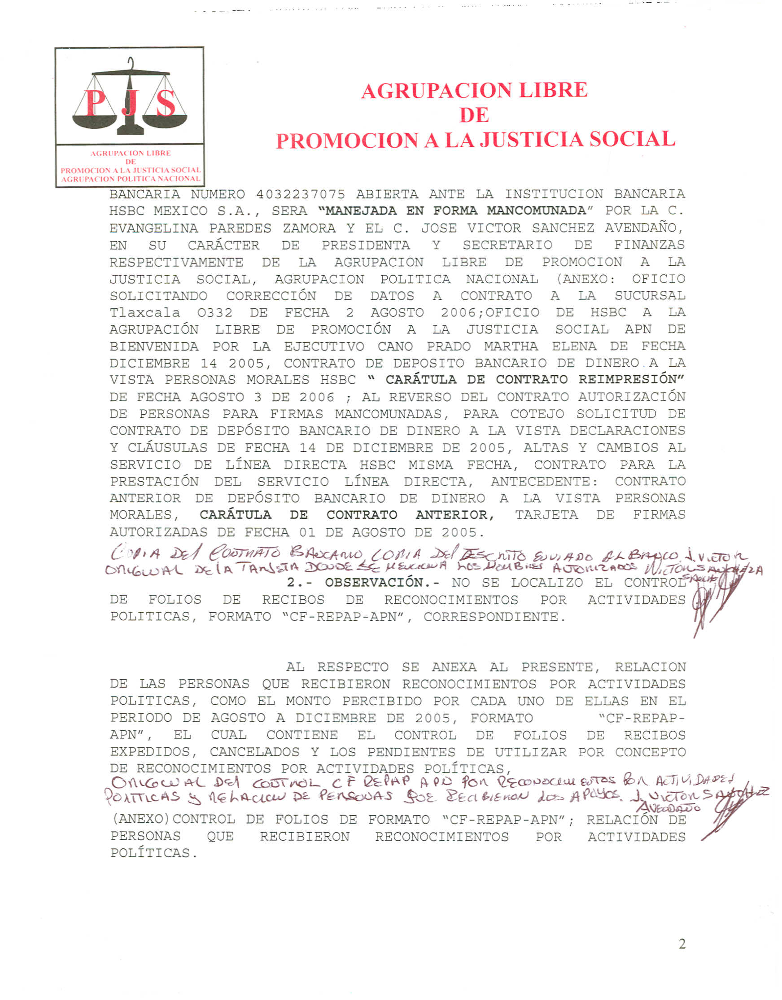 P J S
AGRUPACION LIBRE
DE
PROMOCION A LA JUSTICIA SOCIAL
AGRUPACION POLITICA NACIONAL
AGRUPACION LIBRE
DE
PROMOCION A LA JUSTICIA SOCIAL
BANCARIA NUMERO 4032237075 ABIERTA ANTE LA INSTITUCION BANCARIA
HSBC MEXICO S.A., SERA “MANEJADA EN FORMA MANCOMUNADA” POR LA C.
EVANGELINA PAREDES ZAMORA Y EL C. JOSE VICTOR SANCHEZ AVENDAÑO,
EN SU CARÁCTER DE PRESIDENTA Y SECRETARIO DE FINANZAS
RESPECTIVAMENTE DE LA AGRUPACION LIBRE DE PROMOCION A LA
JUSTICIA SOCIAL, AGRUPACION POLITICA NACIONAL (ANEXO: OFICIO
SOLICITANDO CORRECCIÓN DE DATOS A CONTRATO A LA SUCURSAL
Tlaxcala O332 DE FECHA 2 AGOSTO 2006;OFICIO DE HSBC A LA
AGRUPACIÓN LIBRE DE PROMOCIÓN A LA JUSTICIA SOCIAL APN DE
BIENVENIDA POR LA EJECUTIVO CANO PRADO MARTHA ELENA DE FECHA
DICIEMBRE 14 2005, CONTRATO DE DEPOSITO BANCARIO DE DINERO A LA
VISTA PERSONAS MORALES HSBC “ CARÁTULA DE CONTRATO REIMPRESIÓN”
DE FECHA AGOSTO 3 DE 2006 ; AL REVERSO DEL CONTRATO AUTORIZACIÓN
DE PERSONAS PARA FIRMAS MANCOMUNADAS, PARA COTEJO SOLICITUD DE
CONTRATO DE DEPÓSITO BANCARIO DE DINERO A LA VISTA DECLARACIONES
Y CLÁUSULAS DE FECHA 14 DE DICIEMBRE DE 2005, ALTAS Y CAMBIOS AL
SERVICIO DE LÍNEA DIRECTA HSBC MISMA FECHA, CONTRATO PARA LA
PRESTACIÓN DEL SERVICIO LÍNEA DIRECTA, ANTECEDENTE: CONTRATO
ANTERIOR DE DEPÓSITO BANCARIO DE DINERO A LA VISTA PERSONAS
MORALES, CARÁTULA DE CONTRATO ANTERIOR, TARJETA DE FIRMAS
AUTORIZADAS DE FECHA 01 DE AGOSTO DE 2005.
COPIA DEL CONTRATO BANCARIO COPIA DEL ESCRITO ENVIADO AL BANCO. J. VICTOR
ORIGINAL DE LA TARJETA DONDE SE MENCIONA LOS NOMBRES AUTORIZADOS
2.- OBSERVACIÓN.- NO SE LOCALIZO EL CONTROL
DE FOLIOS DE RECIBOS DE RECONOCIMIENTOS POR ACTIVIDADES
POLITICAS, FORMATO “CF-REPAP-APN”, CORRESPONDIENTE.
AL RESPECTO SE ANEXA AL PRESENTE, RELACION
DE LAS PERSONAS QUE RECIBIERON RECONOCIMIENTOS POR ACTIVIDADES
POLITICAS, COMO EL MONTO PERCIBIDO POR CADA UNO DE ELLAS EN EL
PERIODO DE AGOSTO A DICIEMBRE DE 2005, FORMATO “CF-REPAP-
APN”, EL CUAL CONTIENE EL CONTROL DE FOLIOS DE RECIBOS
EXPEDIDOS, CANCELADOS Y LOS PENDIENTES DE UTILIZAR POR CONCEPTO
DE RECONOCIMIENTOS POR ACTIVIDADES POLÍTICAS,
ORIGINAL DEL CONTROL CF REPAP APN POR RECONOCIMIENTOS POR ACTIVIDADES
POLITICAS y RELACION DE PERSONAS QUE RECIBIERON LOS APOYOS. J. VICTOR SANCHEZ
AVENDAÑO
(ANEXO)CONTROL DE FOLIOS DE FORMATO “CF-REPAP-APN”; RELACIÓN DE
PERSONAS QUE RECIBIERON RECONOCIMIENTOS POR ACTIVIDADES
POLÍTICAS.
2